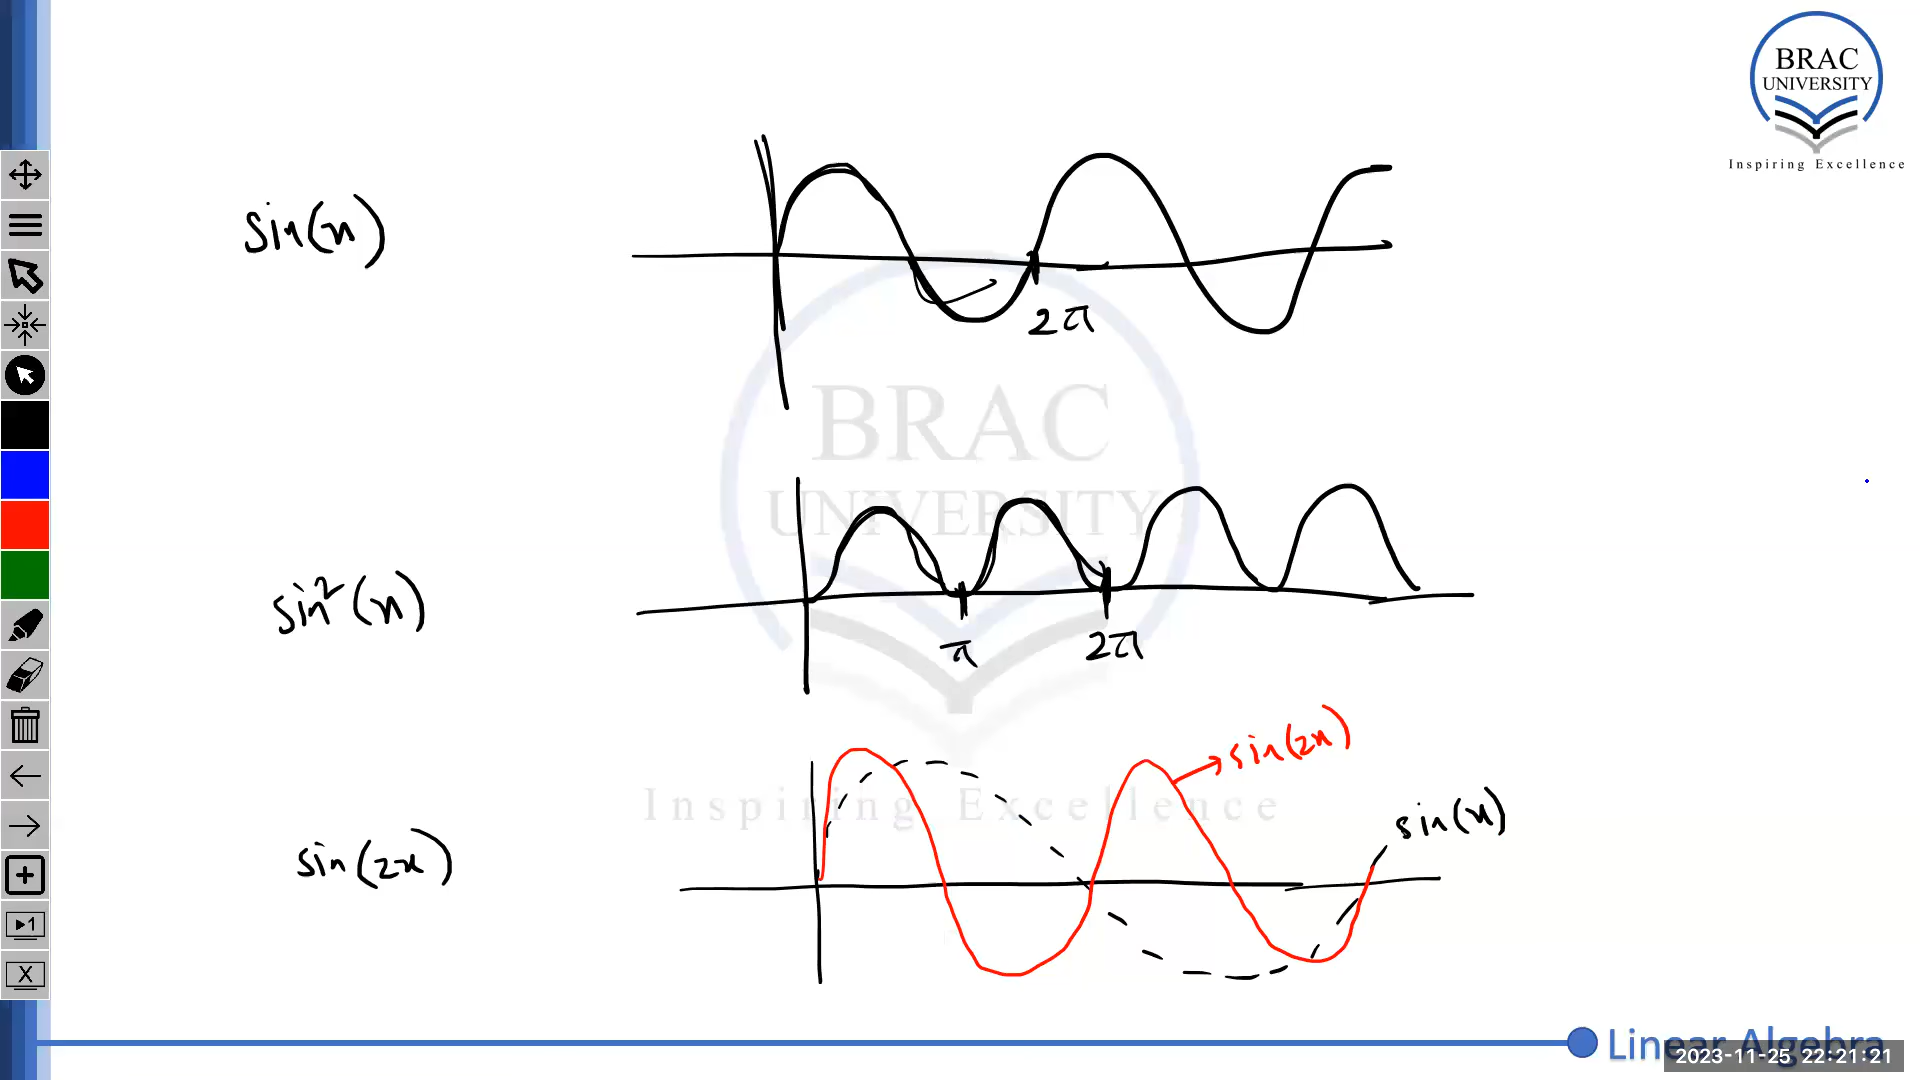 BRAC
UNIVERSITY
Inspiring Excellence
sin(x)
2π
BRAC
UNIVERSITY
sin²(x)
π
2π
sin(2x)
Inspiring Excellence
sin(x)
sin(2x)
▶1
X
Linear Algebra
2023-11-25 22:21:21